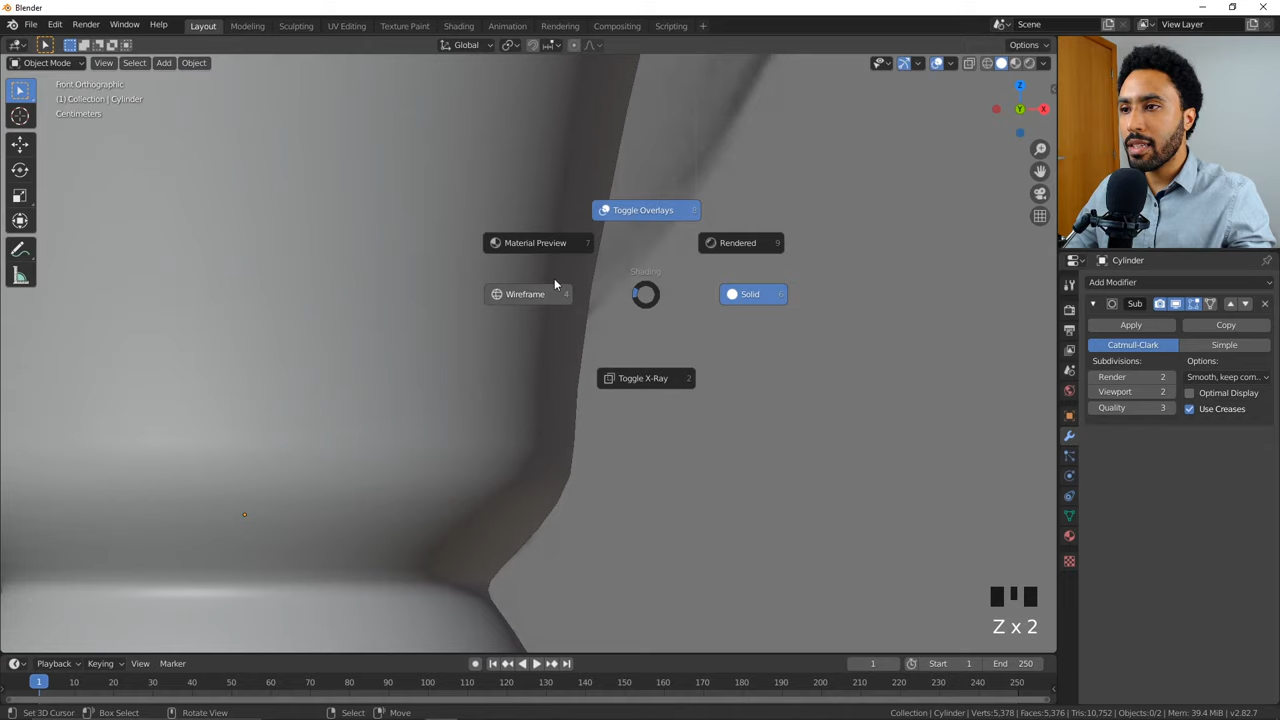 Blender
File Edit Render Window Help
Layout Modeling Sculpting UV Editing Texture Paint Shading Animation Rendering Compositing Scripting +
Scene
View Layer
Global
Options
Object Mode View Select Add Object
Front Orthographic
(1) Collection | Cylinder
Centimeters
Z
X
Y
Toggle Overlays 8
Material Preview 7
Rendered 9
Shading
Wireframe 4
Solid 6
Toggle X-Ray 2
Cylinder
Add Modifier
Sub
Apply Copy
Catmull-Clark Simple
Subdivisions: Options:
Render 2 Smooth, keep cor..
Viewport 2 Optimal Display
Quality 3 Use Creases
Z x 2
Playback Keying View Marker
1 Start 1 End 250
1 10 20 30 40 50 60 70 80 90 100 110 120 130 140 150 160 170 180 190 200 210 220 230 240 250
Set 3D Cursor Box Select Rotate View Select Move
Collection | Cylinder | Verts:5,378 | Faces:5,376 | Tris:10,752 | Objects:0/2 | Mem: 39.4 MiB | v2.82.7